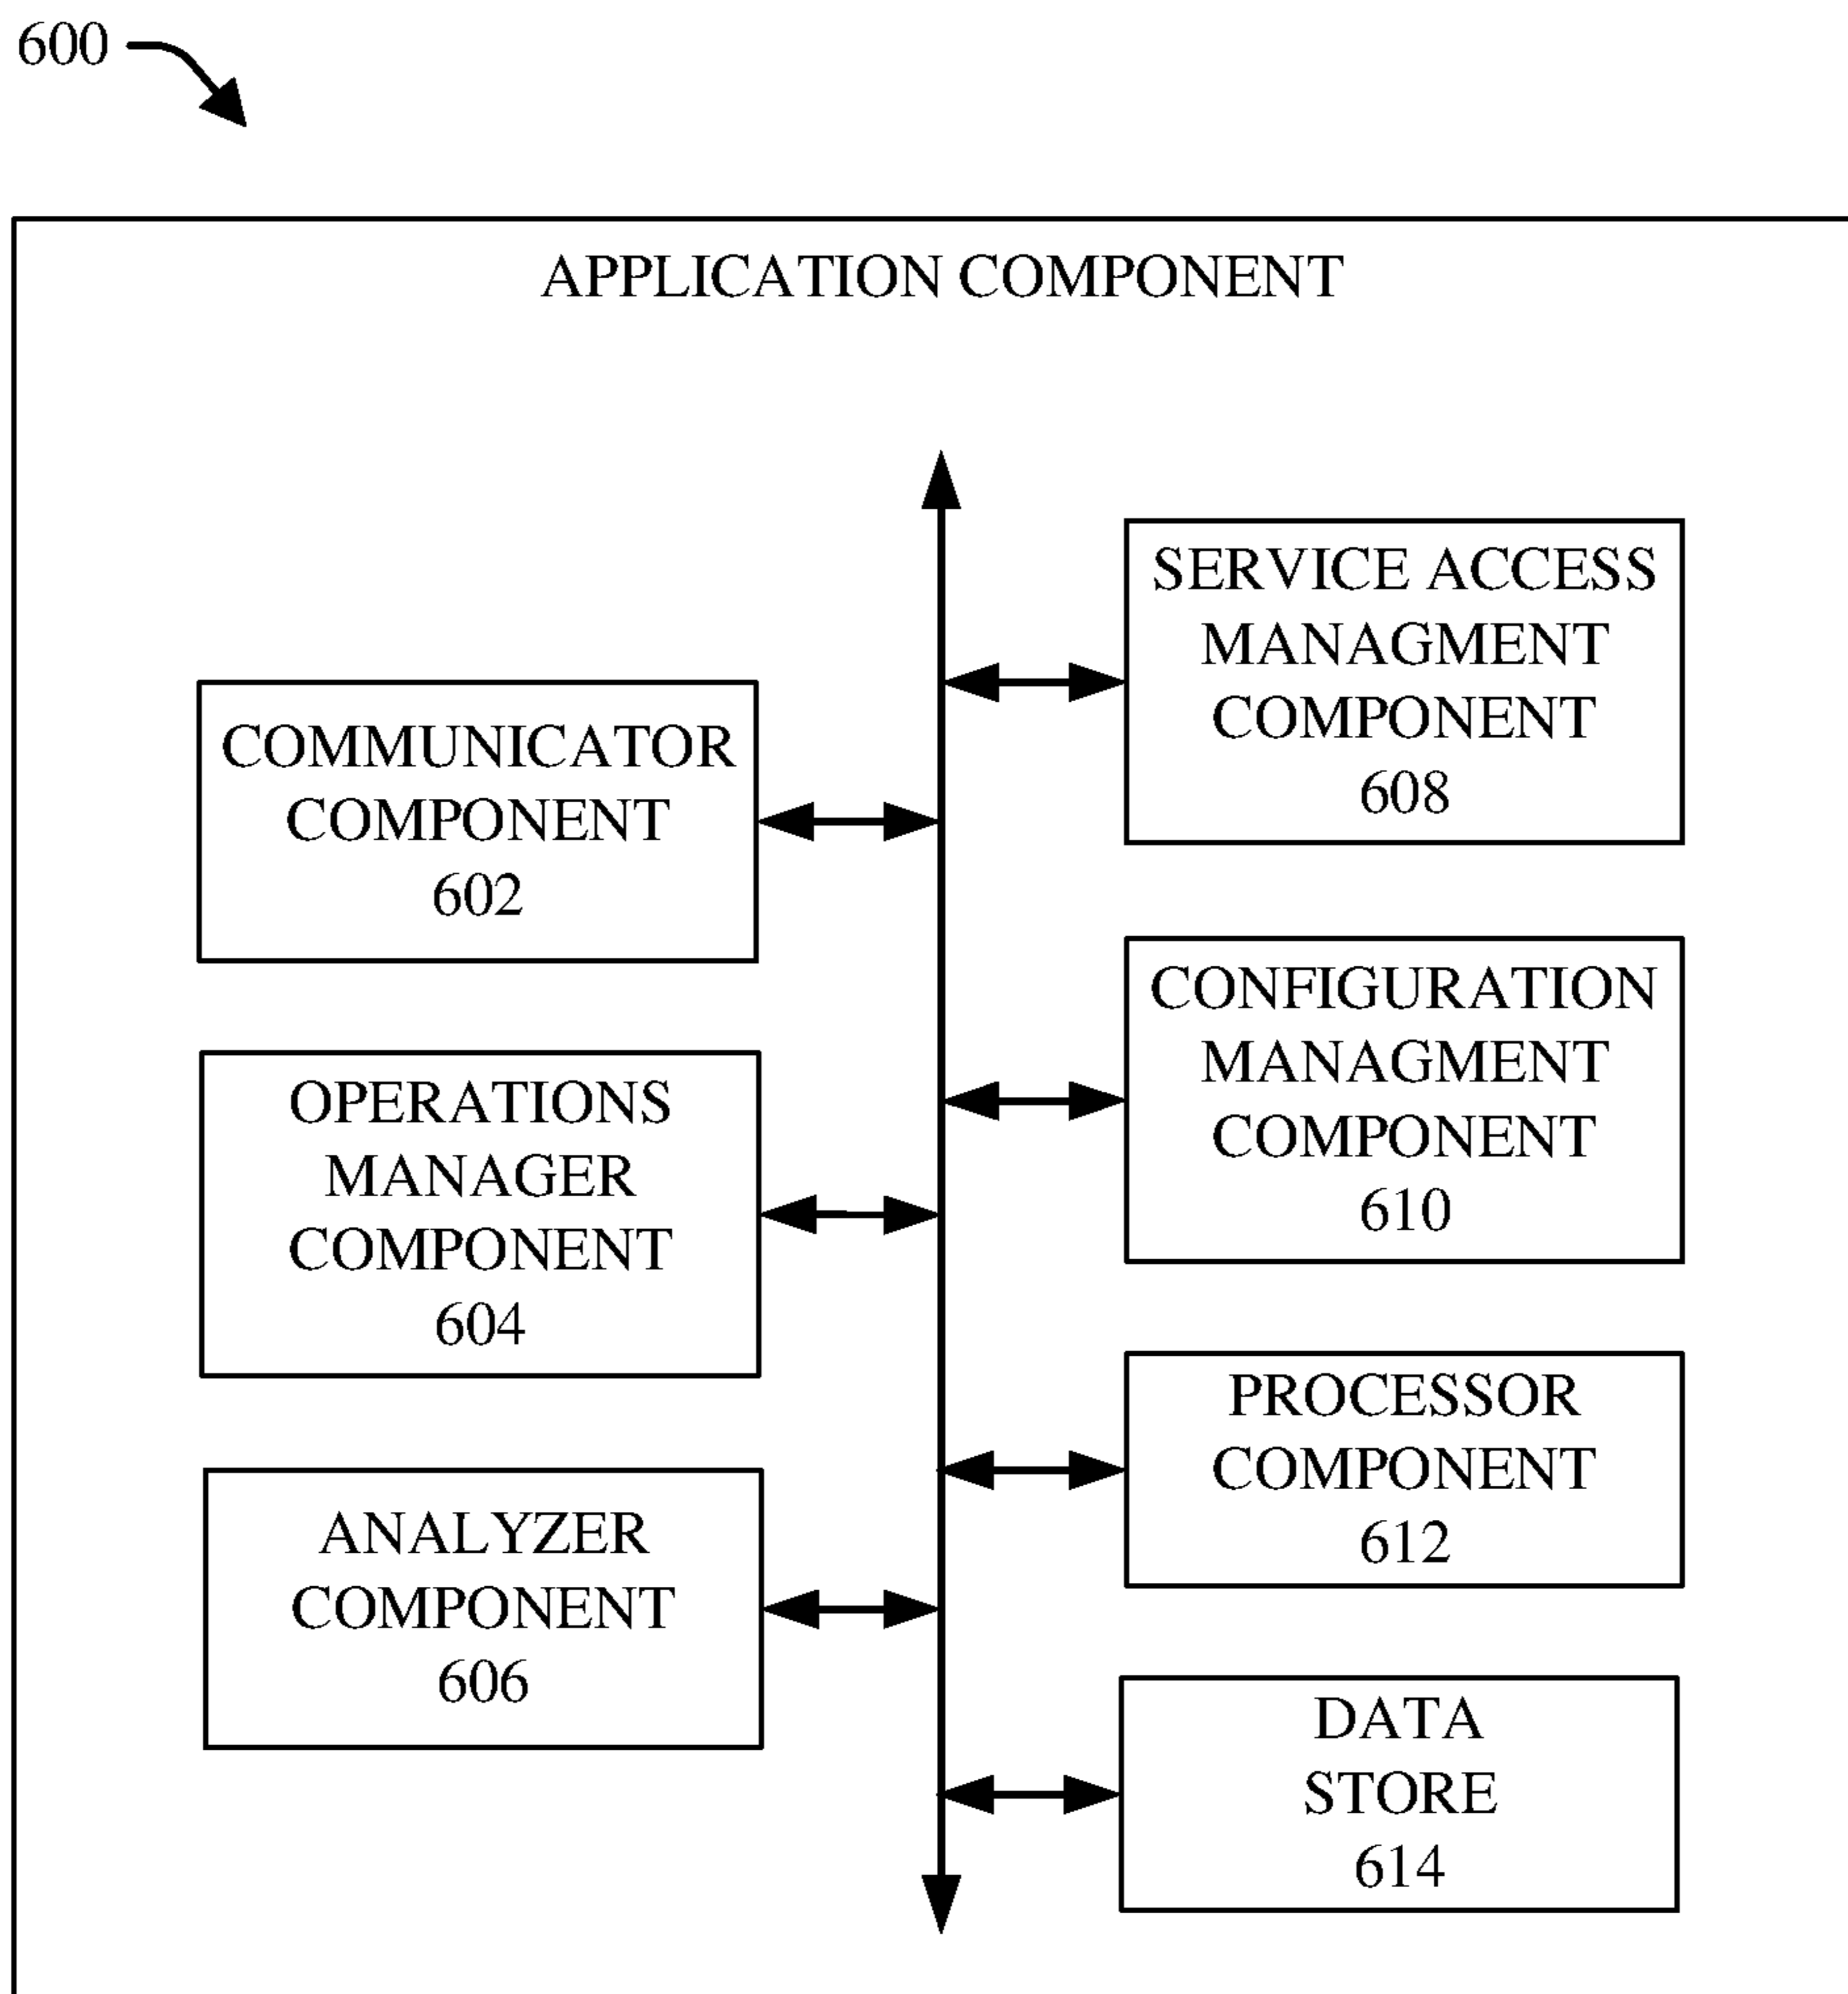 600
APPLICATION COMPONENT
COMMUNICATOR
COMPONENT
602
OPERATIONS
MANAGER
COMPONENT
604
ANALYZER
COMPONENT
606
SERVICE ACCESS
MANAGMENT
COMPONENT
608
CONFIGURATION
MANAGMENT
COMPONENT
610
PROCESSOR
COMPONENT
612
DATA
STORE
614